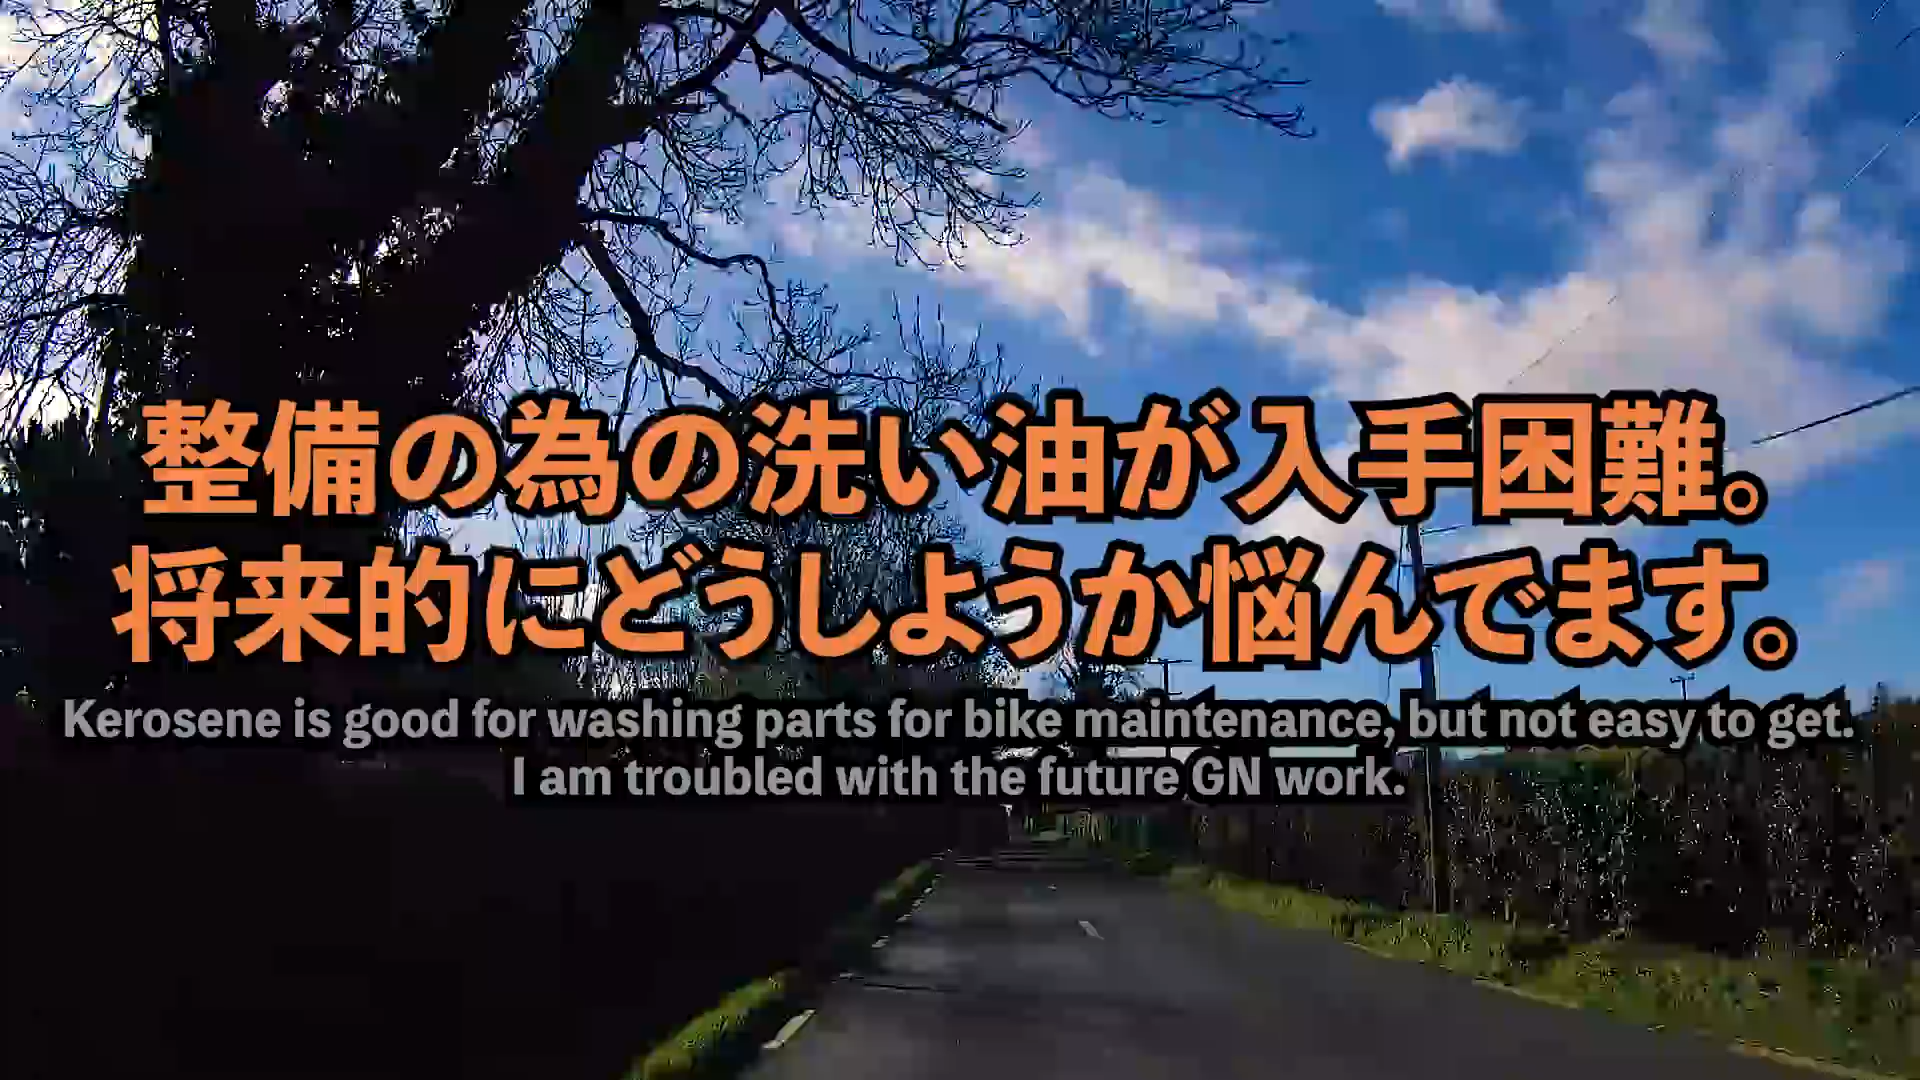 整備の為の洗い油が入手困難。
将来的にどうしようか悩んでます。
Kerosene is good for washing parts for bike maintenance, but not easy to get.
I am troubled with the future GN work.